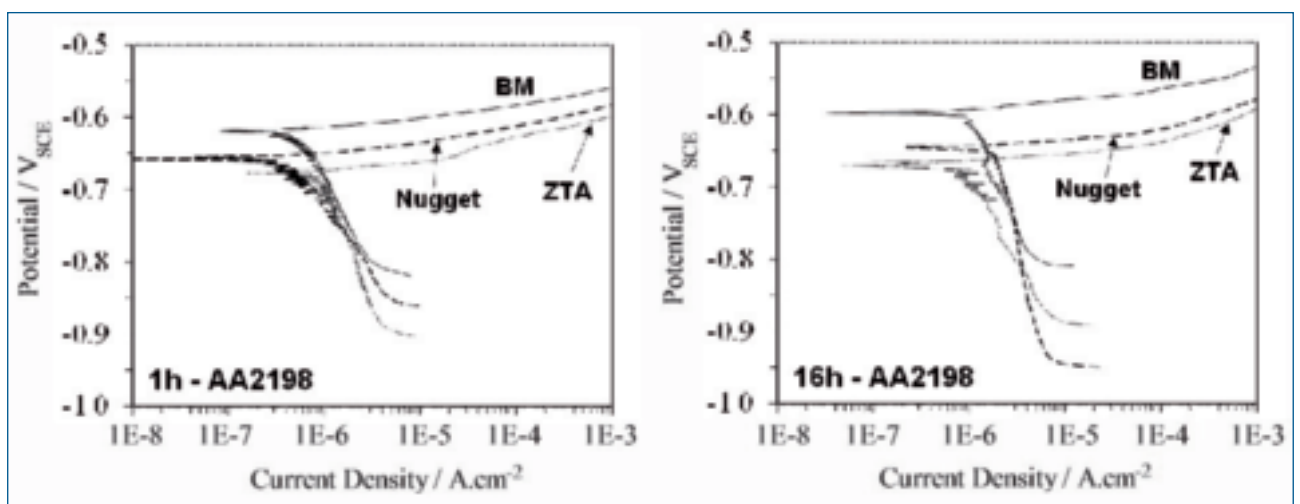 -0.5
-0.6
-0.7
-0.8
-0.9
-1 0
Potential / V_SCE
BM
Nugget
ZTA
1h - AA2198
1E-8 1E-7 1E-6 1E-5 1E-4 1E-3
Current Density / A.cm⁻²
-0.5
-0.6
-0.7
-0.8
-0.9
-1 0
Potential / V_SCE
BM
Nugget
ZTA
16h - AA2198
1E-8 1E-7 1E-6 1E-5 1E-4 1E-3
Current Density / A.cm⁻²